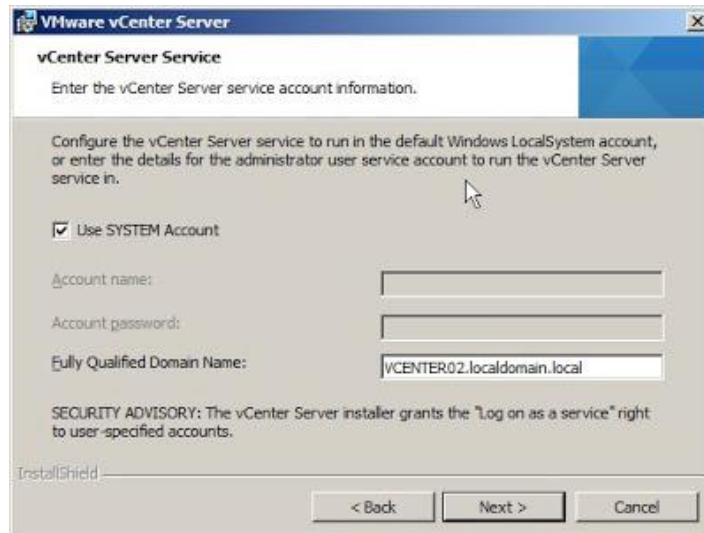 VMware vCenter Server
vCenter Server Service
Enter the vCenter Server service account information.
Configure the vCenter Server service to run in the default Windows LocalSystem account,
or enter the details for the administrator user service account to run the vCenter Server
service in.
Use SYSTEM Account
Account name:
Account password:
Fully Qualified Domain Name:
VCENTER02.localdomain.local
SECURITY ADVISORY: The vCenter Server installer grants the "Log on as a service" right
to user-specified accounts.
InstallShield
< Back
Next >
Cancel